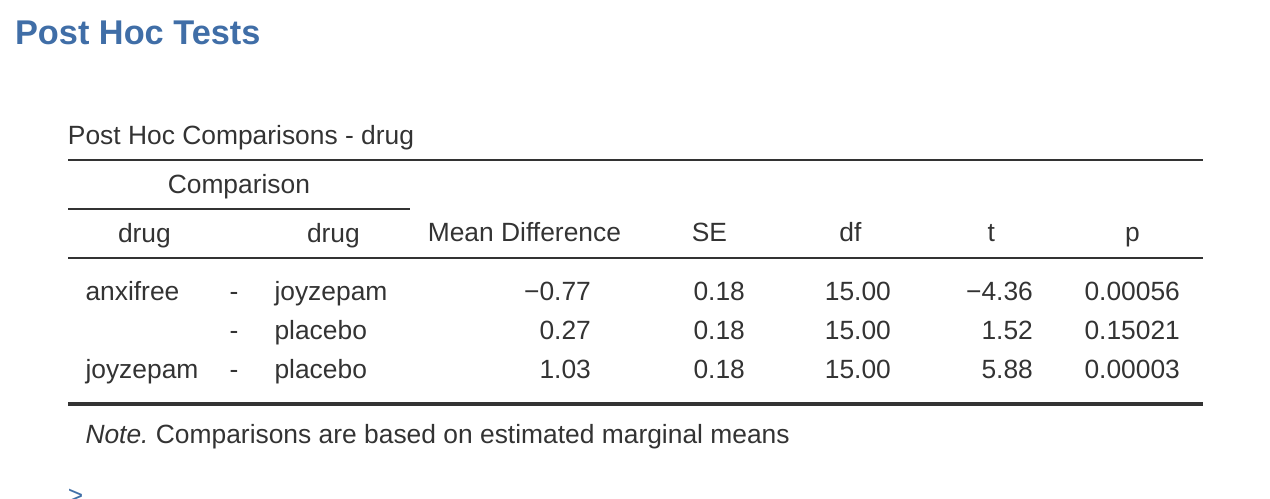 Post Hoc Tests
Post Hoc Comparisons - drug
Comparison
drug drug Mean Difference SE df t p
anxifree - joyzepam −0.77 0.18 15.00 −4.36 0.00056
- placebo 0.27 0.18 15.00 1.52 0.15021
joyzepam - placebo 1.03 0.18 15.00 5.88 0.00003
Note. Comparisons are based on estimated marginal means
>